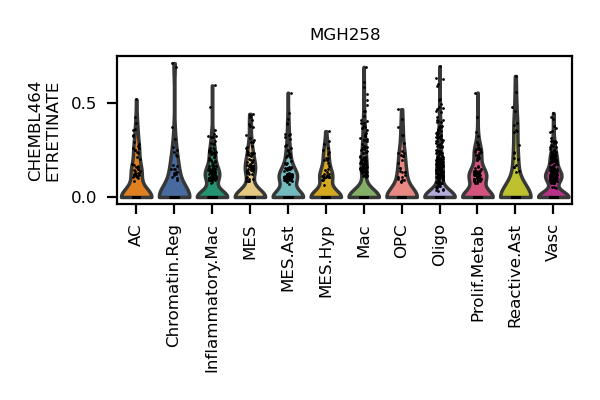 MGH258
CHEMBL464
ETRETINATE
0.5
0.0
AC
Chromatin.Reg
Inflammatory.Mac
MES
MES.Ast
MES.Hyp
Mac
OPC
Oligo
Prolif.Metab
Reactive.Ast
Vasc